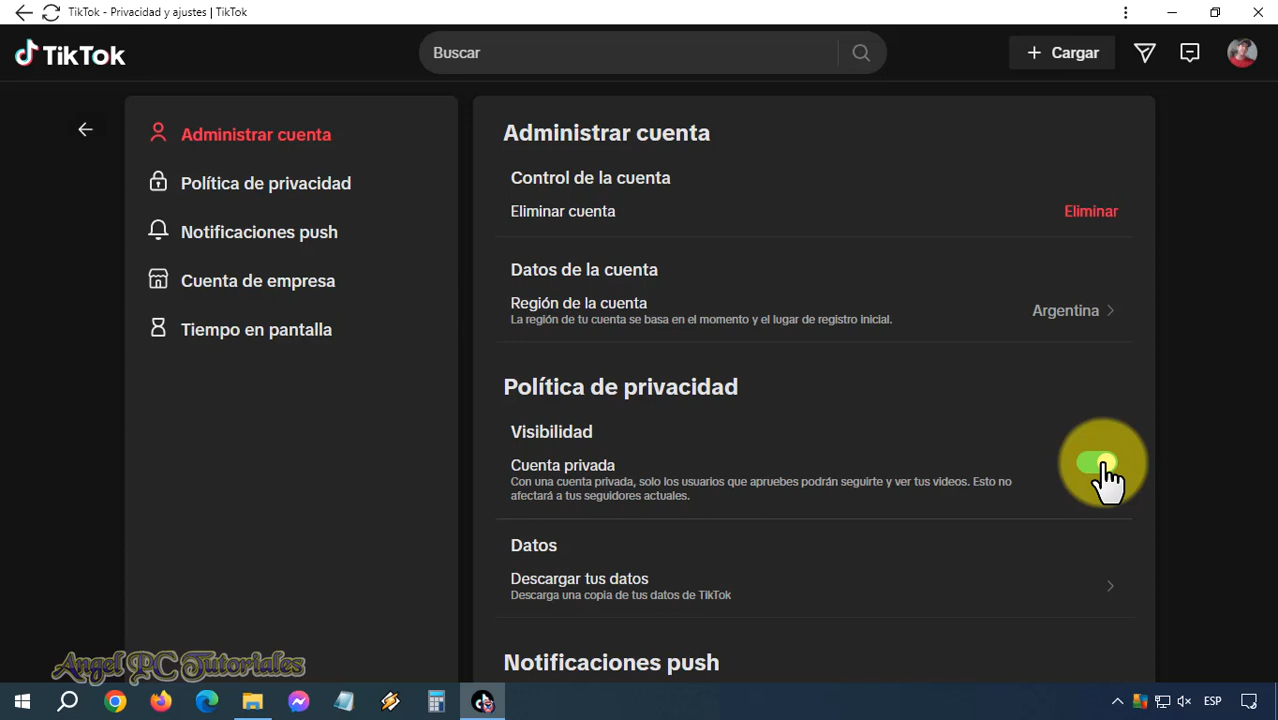 TikTok - Privacidad y ajustes | TikTok
TikTok
Buscar
+ Cargar
Administrar cuenta
Política de privacidad
Notificaciones push
Cuenta de empresa
Tiempo en pantalla
Administrar cuenta
Control de la cuenta
Eliminar cuenta
Eliminar
Datos de la cuenta
Región de la cuenta
La región de tu cuenta se basa en el momento y el lugar de registro inicial.
Argentina
Política de privacidad
Visibilidad
Cuenta privada
Con una cuenta privada, solo los usuarios que apruebes podrán seguirte y ver tus videos. Esto no
afectará a tus seguidores actuales.
Datos
Descargar tus datos
Descarga una copia de tus datos de TikTok
Notificaciones push
Angel PC Tutoriales
ESP